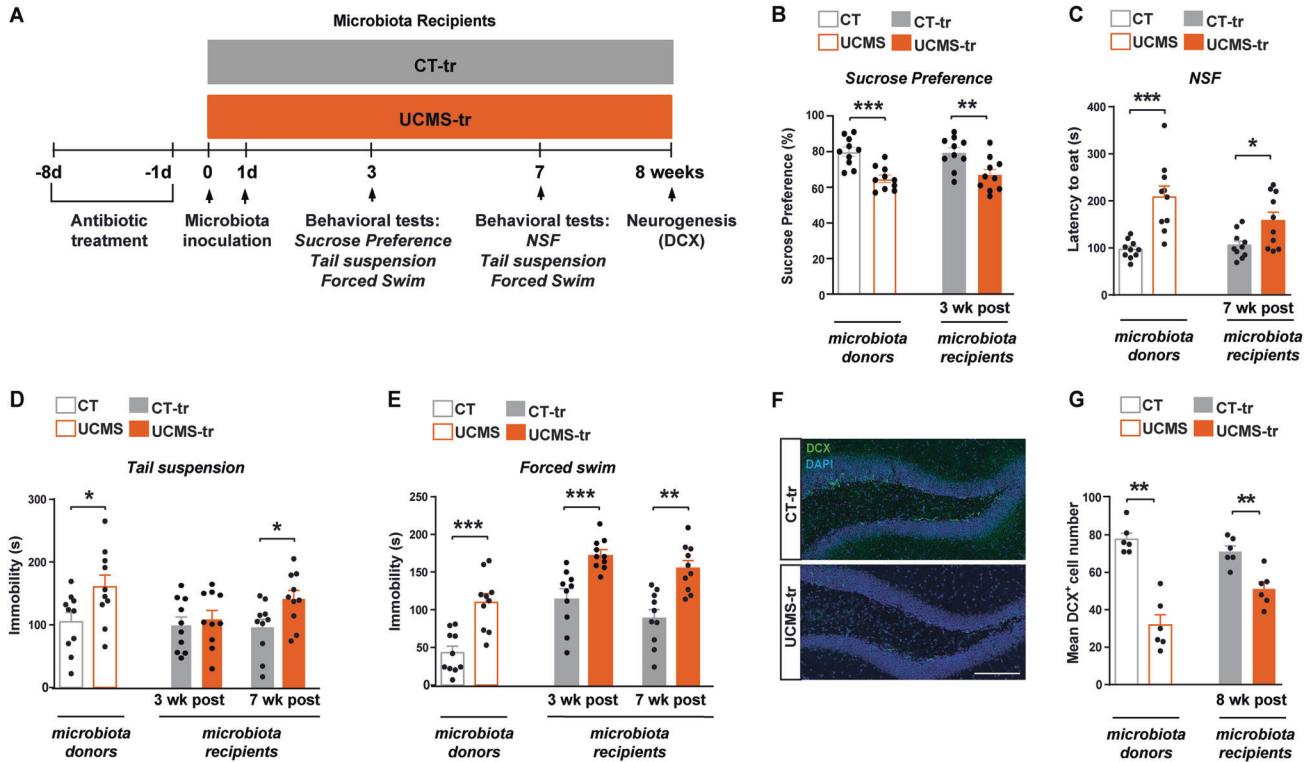 A
Microbiota Recipients
CT-tr
UCMS-tr
-8d
-1d
0
1d
3
7
8 weeks
Antibiotic
treatment
Microbiota
inoculation
Behavioral tests:
Sucrose Preference
Tail suspension
Forced Swim
Behavioral tests:
NSF
Tail suspension
Forced Swim
Neurogenesis
(DCX)
B
CT
CT-tr
UCMS
UCMS-tr
Sucrose Preference
Sucrose Preference (%)
100
80
60
40
20
0
***
**
3 wk post
microbiota
donors
microbiota
recipients
C
CT
CT-tr
UCMS
UCMS-tr
NSF
Latency to eat (s)
400
300
200
100
0
***
*
7 wk post
microbiota
donors
microbiota
recipients
D
CT
CT-tr
UCMS
UCMS-tr
Tail suspension
Immobility (s)
300
200
100
0
*
*
3 wk post
7 wk post
microbiota
donors
microbiota
recipients
E
CT
CT-tr
UCMS
UCMS-tr
Forced swim
Immobility (s)
250
200
150
100
50
0
***
***
**
3 wk post
7 wk post
microbiota
donors
microbiota
recipients
F
CT-tr
DCX
DAPI
UCMS-tr
G
CT
CT-tr
UCMS
UCMS-tr
Mean DCX+ cell number
100
80
60
40
20
0
**
**
8 wk post
microbiota
donors
microbiota
recipients